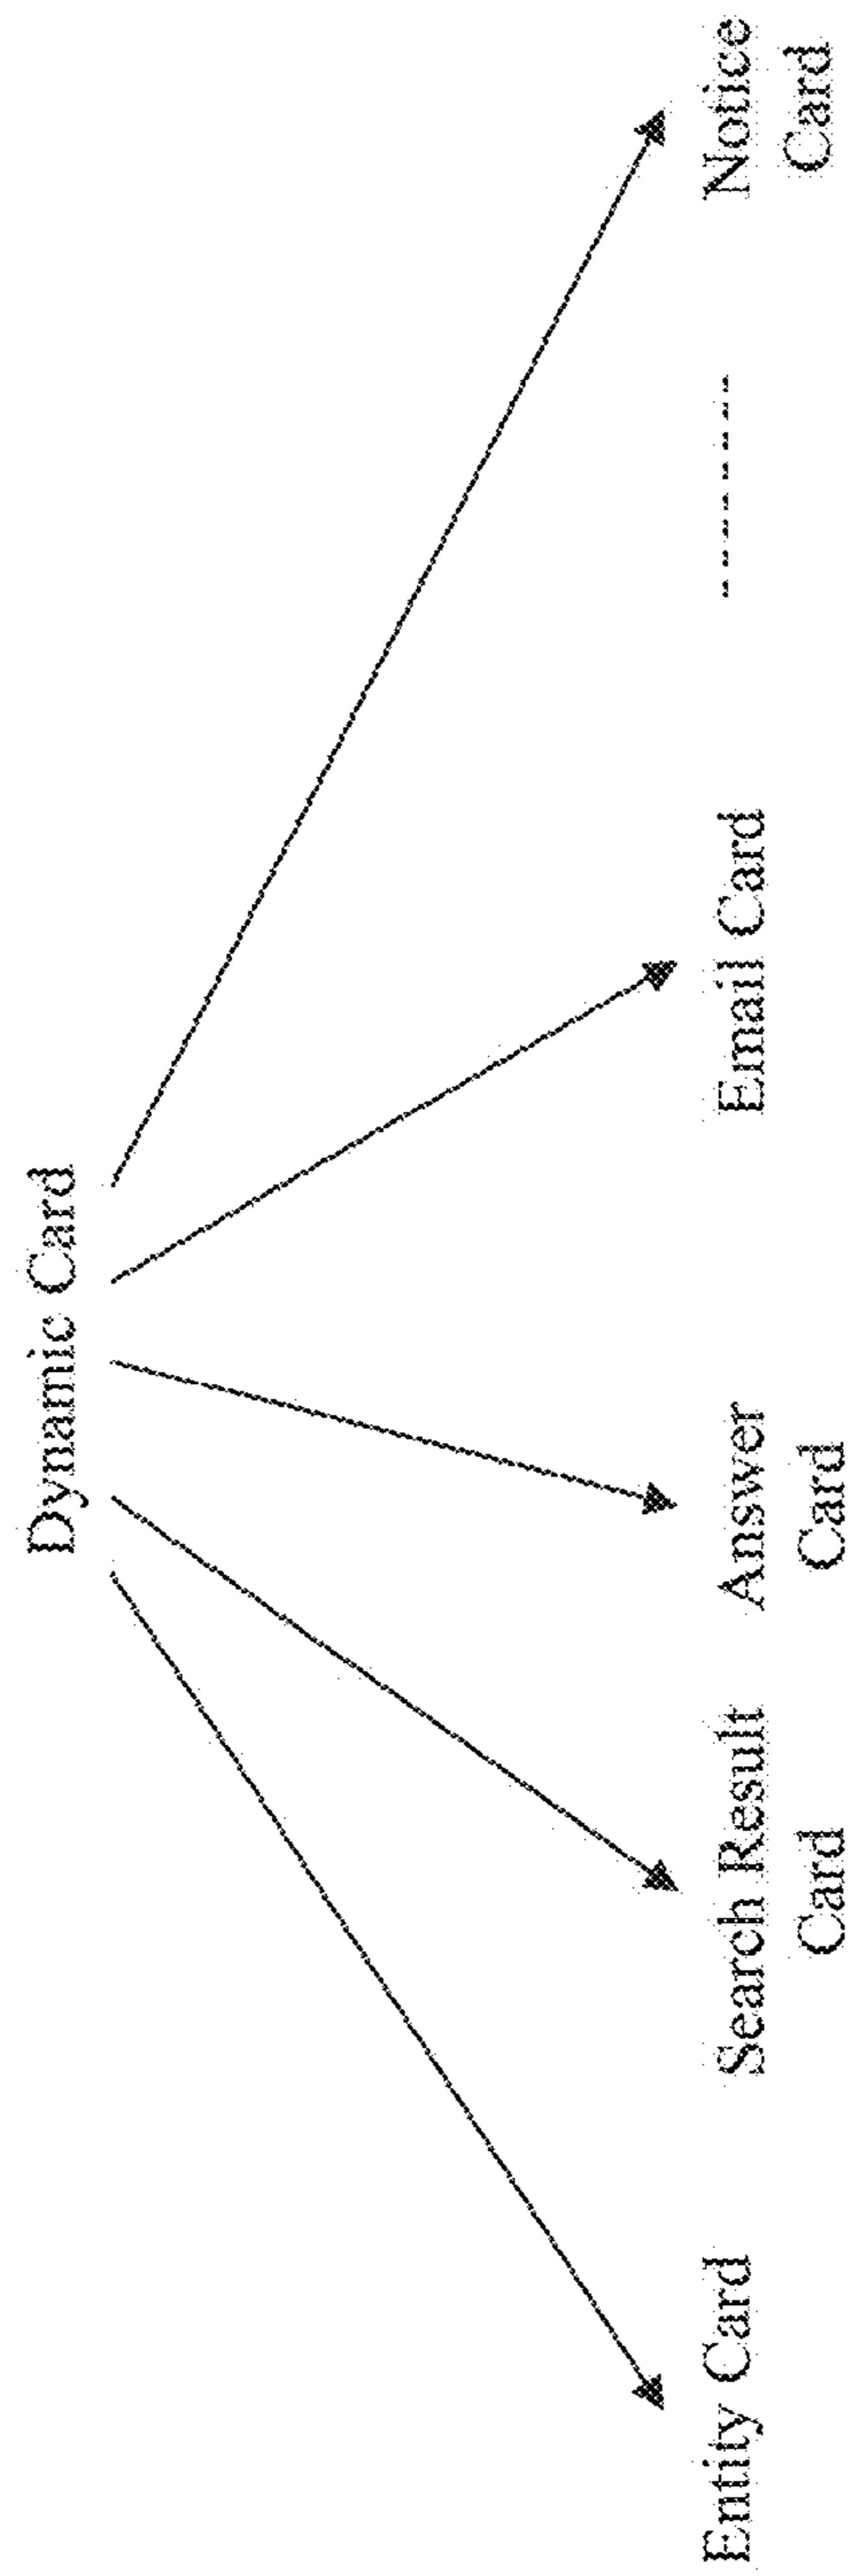 Dynamic Card
Entity Card
Search Result
Card
Answer
Card
Email Card
Notice
Card